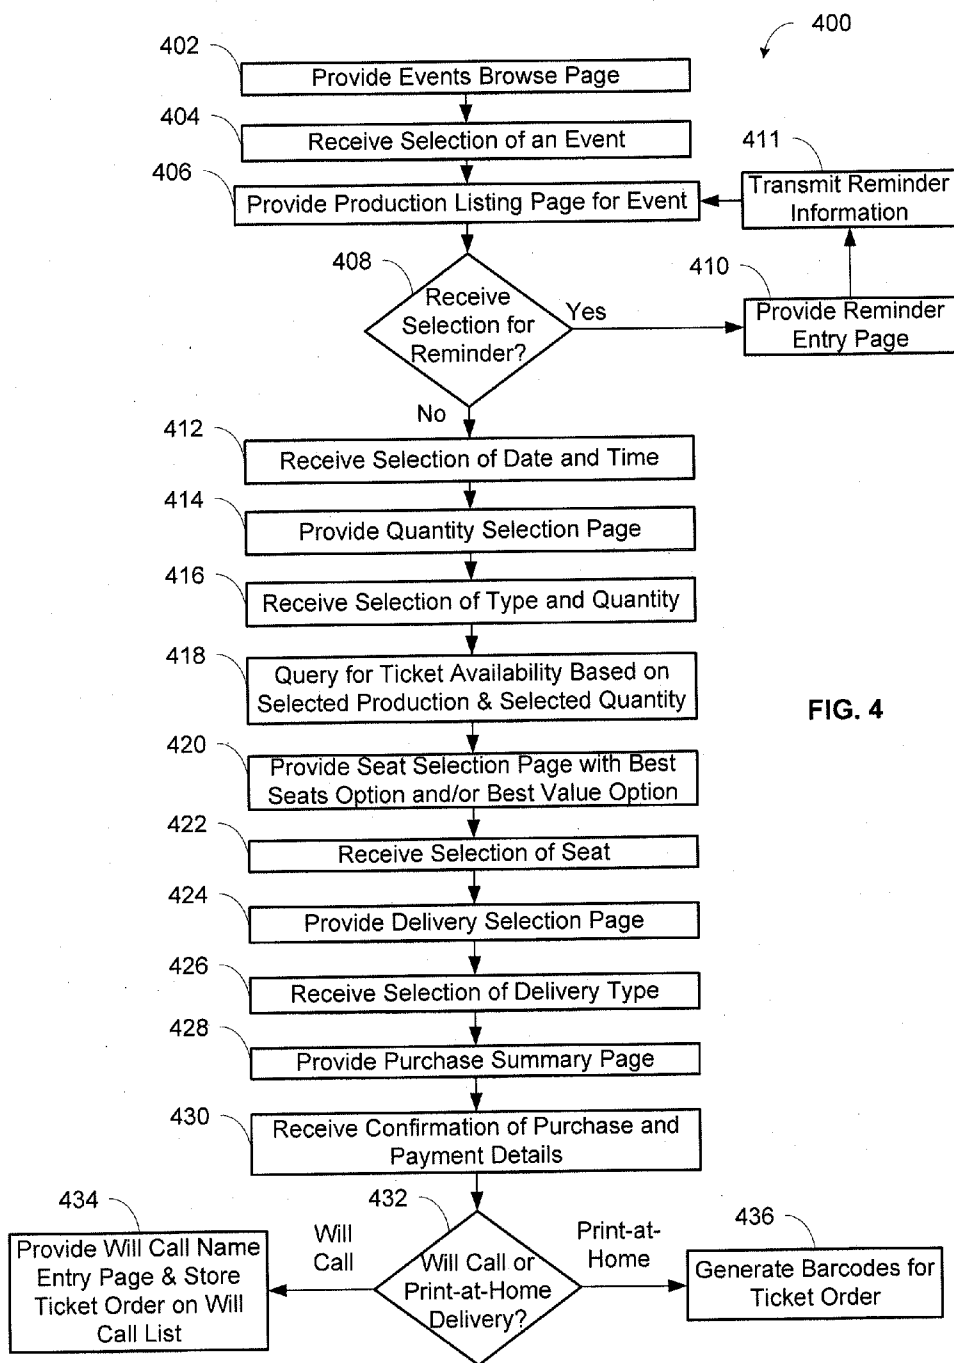 400
402
Provide Events Browse Page
404
Receive Selection of an Event
406
Provide Production Listing Page for Event
411
Transmit Reminder
Information
408
Receive
Selection for
Reminder?
Yes
410
Provide Reminder
Entry Page
No
412
Receive Selection of Date and Time
414
Provide Quantity Selection Page
416
Receive Selection of Type and Quantity
418
Query for Ticket Availability Based on
Selected Production & Selected Quantity
FIG. 4
420
Provide Seat Selection Page with Best
Seats Option and/or Best Value Option
422
Receive Selection of Seat
424
Provide Delivery Selection Page
426
Receive Selection of Delivery Type
428
Provide Purchase Summary Page
430
Receive Confirmation of Purchase and
Payment Details
432
Will Call or
Print-at-Home
Delivery?
Will
Call
434
Provide Will Call Name
Entry Page & Store
Ticket Order on Will
Call List
Print-at-
Home
436
Generate Barcodes for
Ticket Order